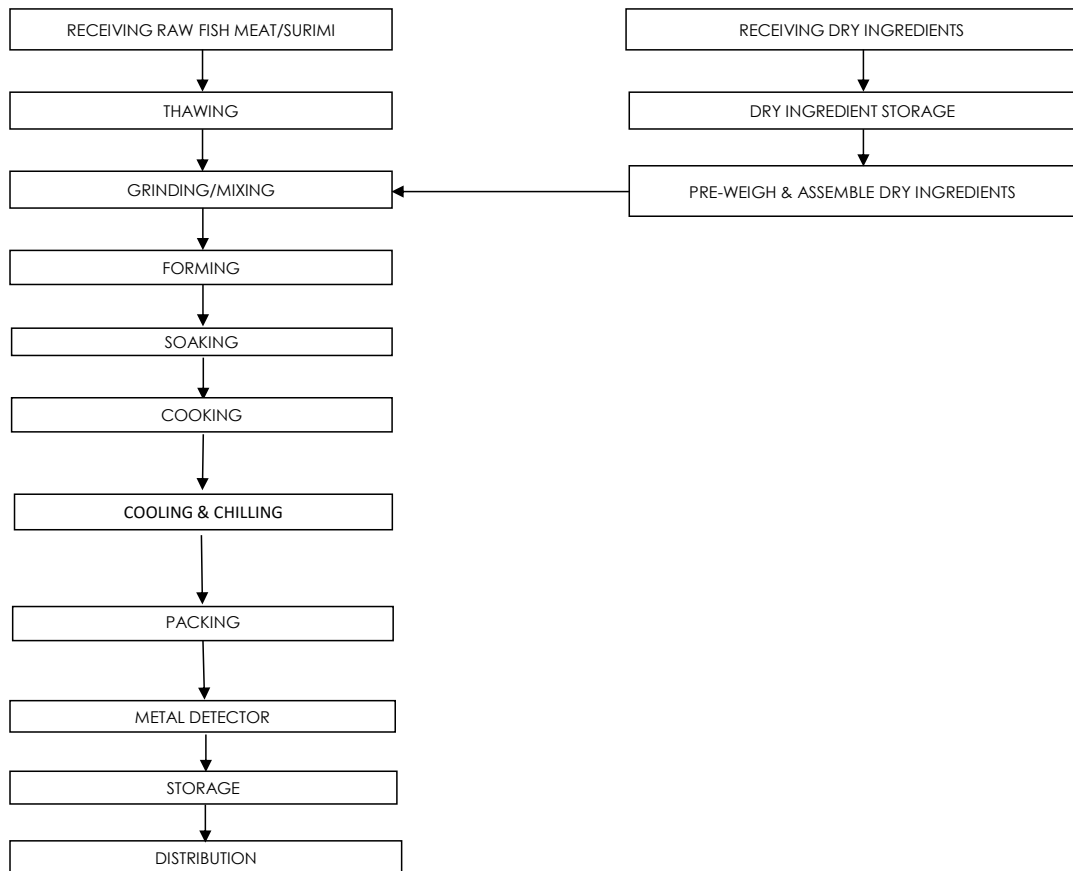 RECEIVING RAW FISH MEAT/SURIMI
THAWING
GRINDING/MIXING
FORMING
SOAKING
COOKING
COOLING & CHILLING
PACKING
METAL DETECTOR
STORAGE
DISTRIBUTION
RECEIVING DRY INGREDIENTS
DRY INGREDIENT STORAGE
PRE-WEIGH & ASSEMBLE DRY INGREDIENTS